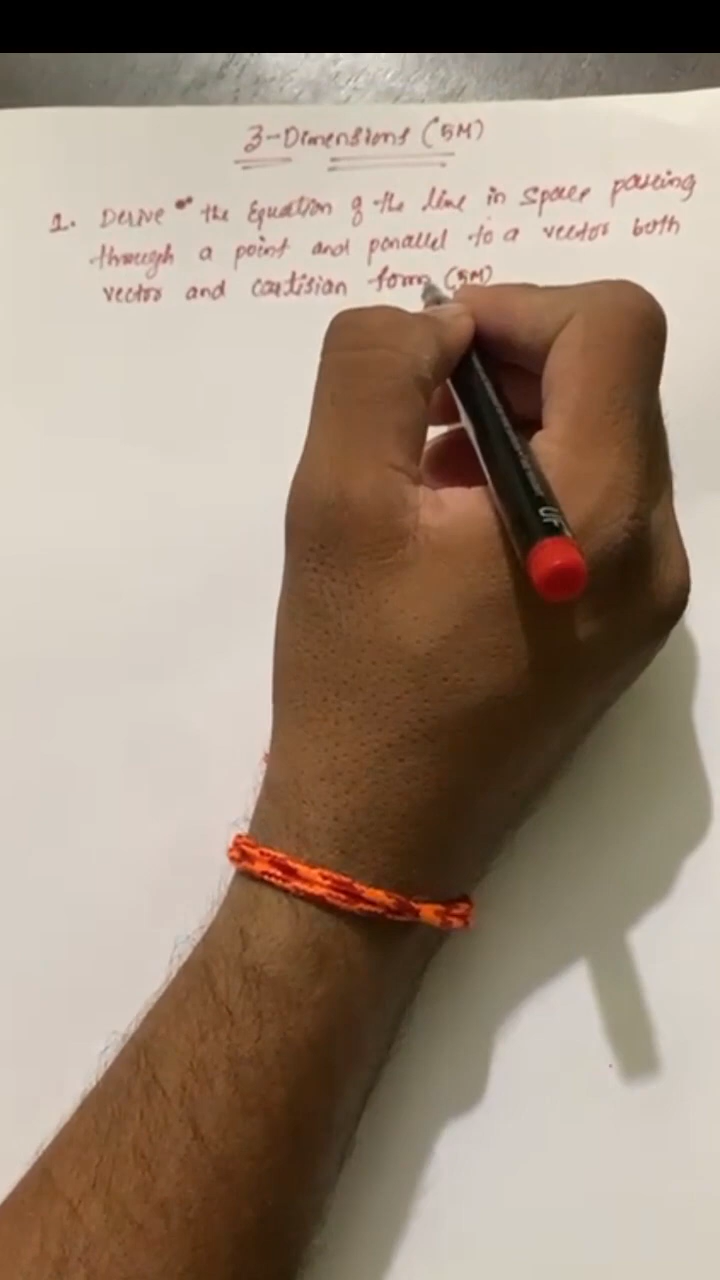 3-Dimensions (5M)
1. Derive the Equation of the line in space passing
through a point and parallel to a vector both
vector and cartisian form (5M)
UF